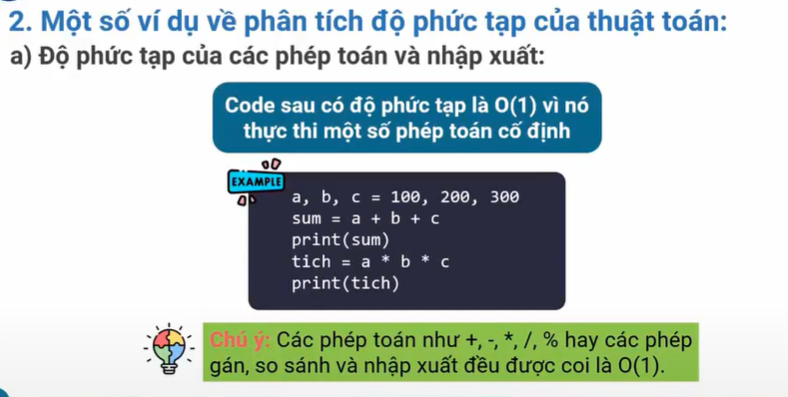 2. Một số ví dụ về phân tích độ phức tạp của thuật toán:
a) Độ phức tạp của các phép toán và nhập xuất:
Code sau có độ phức tạp là O(1) vì nó
thực thi một số phép toán cố định
EXAMPLE
a, b, c = 100, 200, 300
sum = a + b + c
print(sum)
tich = a * b * c
print(tich)
Chú ý: Các phép toán như +, -, *, /, % hay các phép
gán, so sánh và nhập xuất đều được coi là O(1).